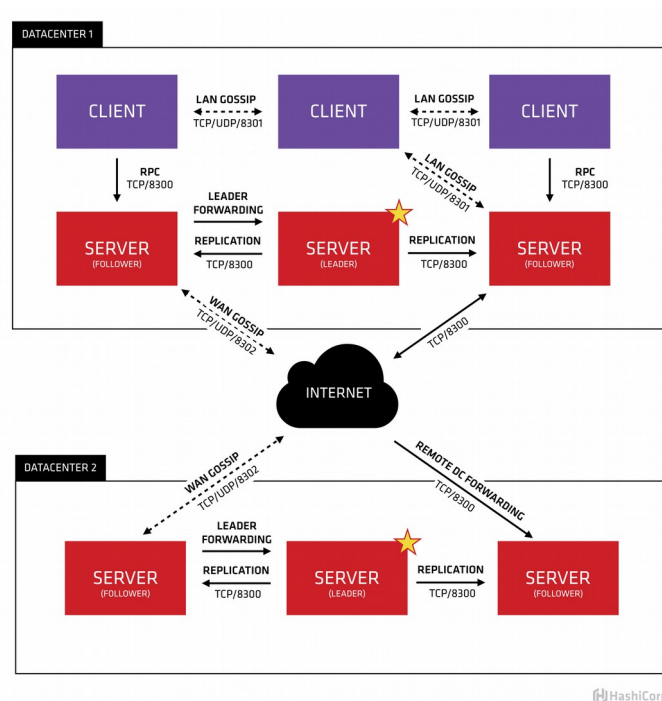 DATACENTER 1
CLIENT
LAN GOSSIP
TCP/UDP/8301
CLIENT
LAN GOSSIP
TCP/UDP/8301
CLIENT
RPC
TCP/8300
LAN GOSSIP
TCP/UDP/8301
RPC
TCP/8300
LEADER
FORWARDING
SERVER
(FOLLOWER)
REPLICATION
TCP/8300
SERVER
(LEADER)
REPLICATION
TCP/8300
SERVER
(FOLLOWER)
WAN GOSSIP
TCP/UDP/8302
TCP/8300
INTERNET
DATACENTER 2
WAN GOSSIP
TCP/UDP/8302
REMOTE DC FORWARDING
TCP/8300
LEADER
FORWARDING
SERVER
(FOLLOWER)
REPLICATION
TCP/8300
SERVER
(LEADER)
REPLICATION
TCP/8300
SERVER
(FOLLOWER)
HashiCorp